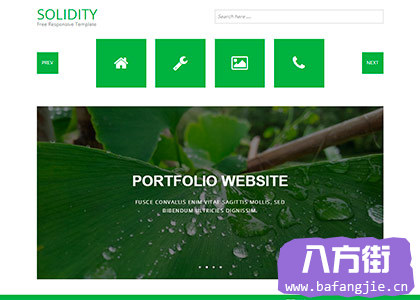 SOLIDITY
Free Responsive Template
Search here...
PREV
NEXT
PORTFOLIO WEBSITE
FUSCE CONVALLIS ENIM VITAE SAGITTIS MOLLIS, SED
BIBENDUM ULTRICIES DIGNISSIM.
八方街
www.bafangjie.cn